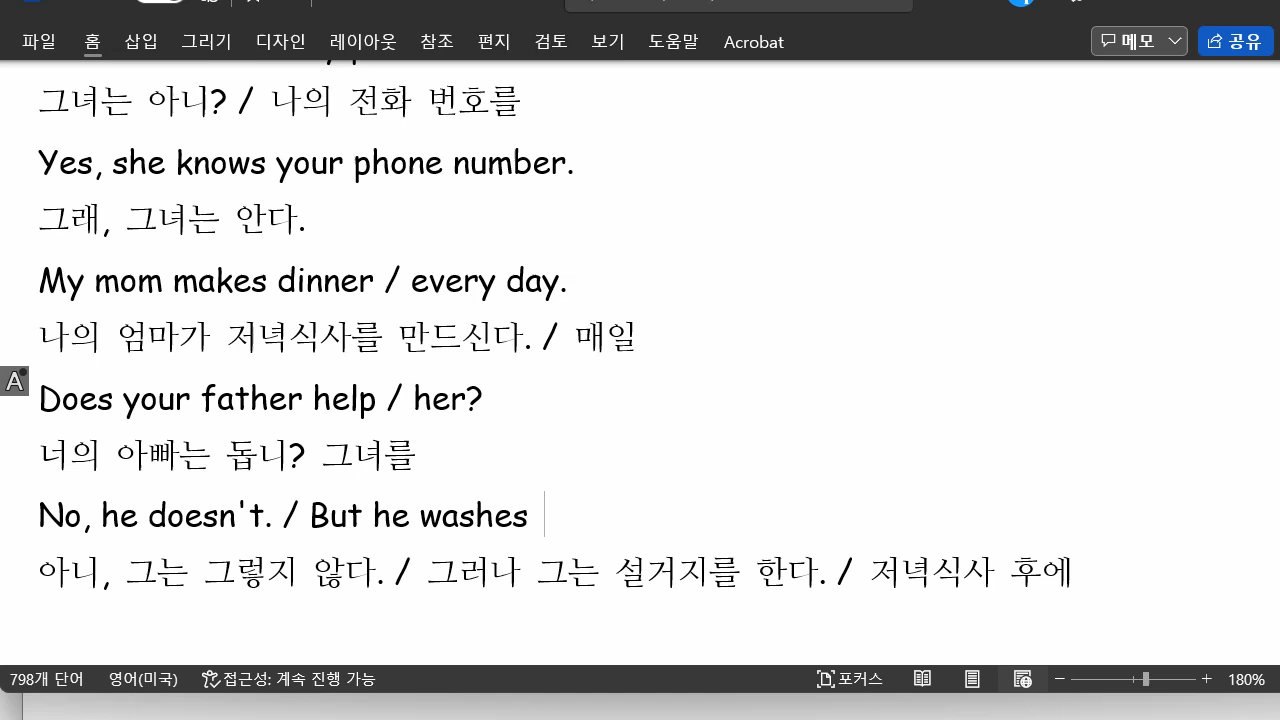 파일 홈 삽입 그리기 디자인 레이아웃 참조 편지 검토 보기 도움말 Acrobat 메모 공유
그녀는 아니? / 나의 전화 번호를
Yes, she knows your phone number.
그래, 그녀는 안다.
My mom makes dinner / every day.
나의 엄마가 저녁식사를 만드신다. / 매일
A
Does your father help / her?
너의 아빠는 돕니? 그녀를
No, he doesn't. / But he washes
아니, 그는 그렇지 않다. / 그러나 그는 설거지를 한다. / 저녁식사 후에
798개 단어 영어(미국) 접근성: 계속 진행 가능 포커스 180%